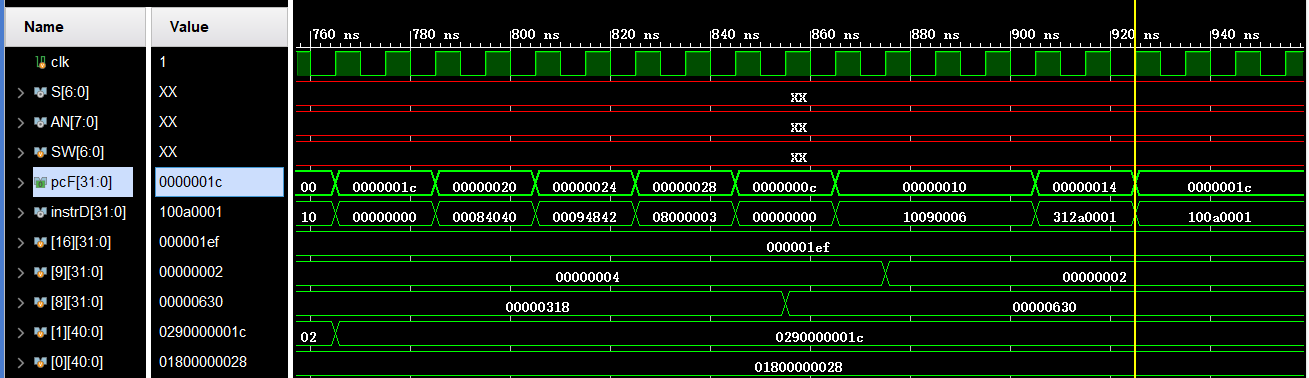 Name Value
760 ns 780 ns 800 ns 820 ns 840 ns 860 ns 880 ns 900 ns 920 ns 940 ns
clk 1
S[6:0] XX XX
AN[7:0] XX XX
SW[6:0] XX XX
pcF[31:0] 0000001c 00 0000001c 00000020 00000024 00000028 0000000c 00000010 00000014 0000001c
instrD[31:0] 100a0001 10 00000000 00084040 00094842 08000003 00000000 10090006 312a0001 100a0001
[16][31:0] 000001ef 000001ef
[9][31:0] 00000002 00000004 00000002
[8][31:0] 00000630 00000318 00000630
[1][40:0] 0290000001c 02 0290000001c
[0][40:0] 01800000028 01800000028